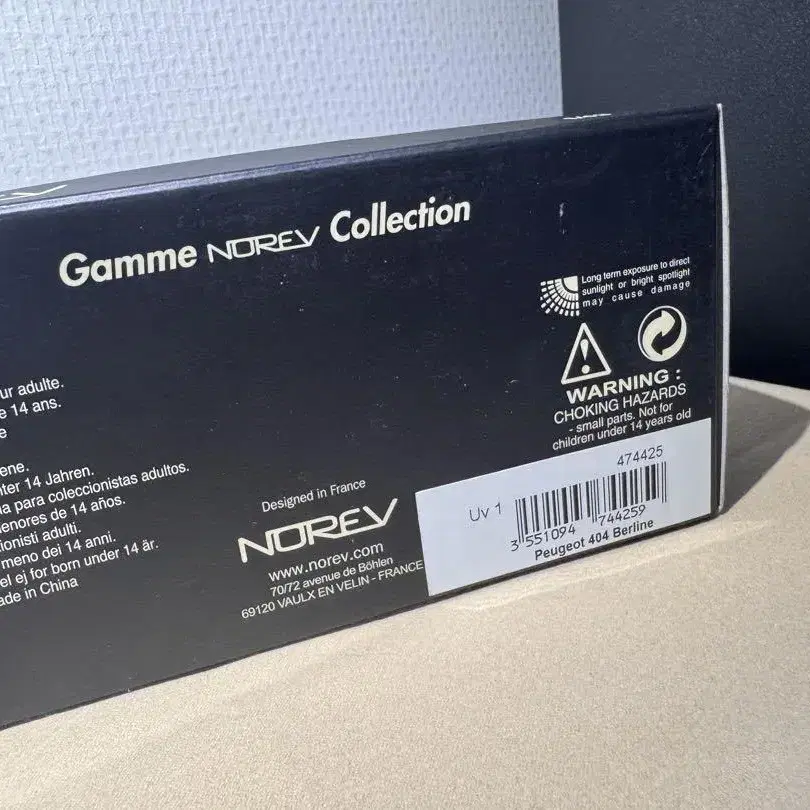 Gamme NOREV Collection
Long term exposure to direct
sunlight or bright spotlight
may cause damage
WARNING :
CHOKING HAZARDS
- small parts. Not for
children under 14 years old
ur adulte.
e 14 ans.
e
ene.
nter 14 Jahren.
a para coleccionistas adultos.
enores de 14 años.
ionisti adulti.
meno dei 14 anni.
el ej for born under 14 år.
ade in China
Designed in France
NOREV
www.norev.com
70/72 avenue de Böhlen
69120 VAULX EN VELIN - FRANCE
474425
Uv 1
3 551094 744259
Peugeot 404 Berline